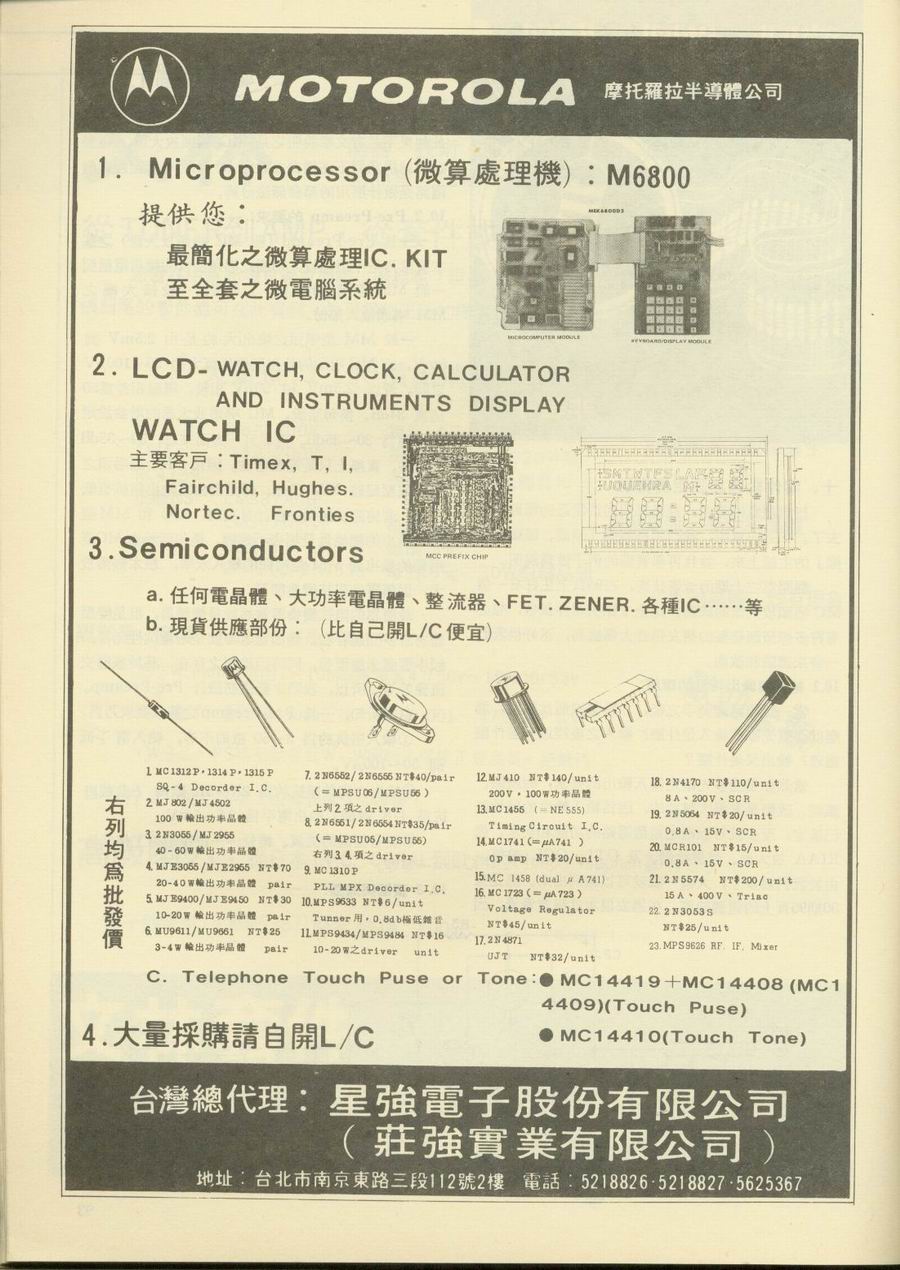 MOTOROLA 摩托羅拉半導體公司
1. Microprocessor (微算處理機):M6800
提供您:
最簡化之微算處理IC. KIT
至全套之微電腦系統
MEK6800D2
MICROCOMPUTER MODULE
KEYBOARD/DISPLAY MODULE
2. LCD- WATCH, CLOCK, CALCULATOR
AND INSTRUMENTS DISPLAY
WATCH IC
主要客戶:Timex, T, I,
Fairchild, Hughes.
Nortec. Fronties
MCC PREFIX CHIP
3.Semiconductors
a. 任何電晶體、大功率電晶體、整流器、FET. ZENER. 各種IC……等
b. 現貨供應部份: (比自己開L/C便宜)
右列均為批發價
1. MC1312P,1314P,1315P
SQ-4 Decorder I.C.
2. MJ802/MJ4502
100W輸出功率晶體
3. 2N3055/MJ2955
40-60W輸出功率晶體
4. MJE3055/MJE2955 NT$70
20-40W輸出功率晶體 pair
5. MJE9400/MJE9450 NT$30
10-20W輸出功率晶體 pair
6. MU9611/MU9661 NT$25
3-4W輸出功率晶體 pair
7. 2N6552/2N6556 NT$40/pair
(=MPSU06/MPSU56)
上列2.項之driver
8. 2N6551/2N6554 NT$35/pair
(=MPSU05/MPSU55)
右列3.4.項之driver
9. MC1310P
PLL MPX Decorder I.C.
10.MPS9633 NT$6/unit
Tunner用,0.8db極低雜音
11.MPS9434/MPS9484 NT$16
10-20W之driver unit
12.MJ410 NT$140/unit
200V,100W功率晶體
13.MC1455 (=NE555)
Timing Circuit I.C.
14.MC1741(=μA741 )
Op amp NT$20/unit
15.MC 1458 (dual μA741)
16.MC1723(=μA723)
Voltage Regulator
NT$45/unit
17.2N4871
UJT NT$32/unit
18. 2N4170 NT$110/unit
8A、200V、SCR
19. 2N5064 NT$20/unit
0.8A、15V、SCR
20. MCR101 NT$15/unit
0.8A、15V、SCR
21. 2N5574 NT$200/unit
15A、400V、Triac
22. 2N3053S
NT$25/unit
23. MPS9626 RF. IF. Mixer
C. Telephone Touch Puse or Tone:● MC14419+MC14408 (MC1
4409)(Touch Puse)
● MC14410(Touch Tone)
4.大量採購請自開L/C
台灣總代理: 星強電子股份有限公司
(莊強實業有限公司)
地址:台北市南京東路三段112號2樓 電話:5218826·5218827·5625367